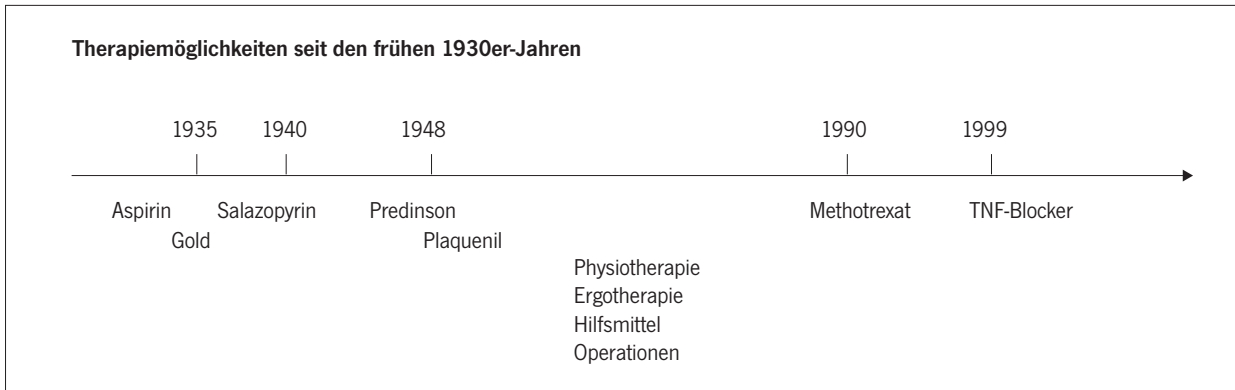 Therapiemöglichkeiten seit den frühen 1930er-Jahren
1935 1940 1948 1990 1999
Aspirin Salazopyrin Predinson Methotrexat TNF-Blocker
Gold Plaquenil
Physiotherapie
Ergotherapie
Hilfsmittel
Operationen